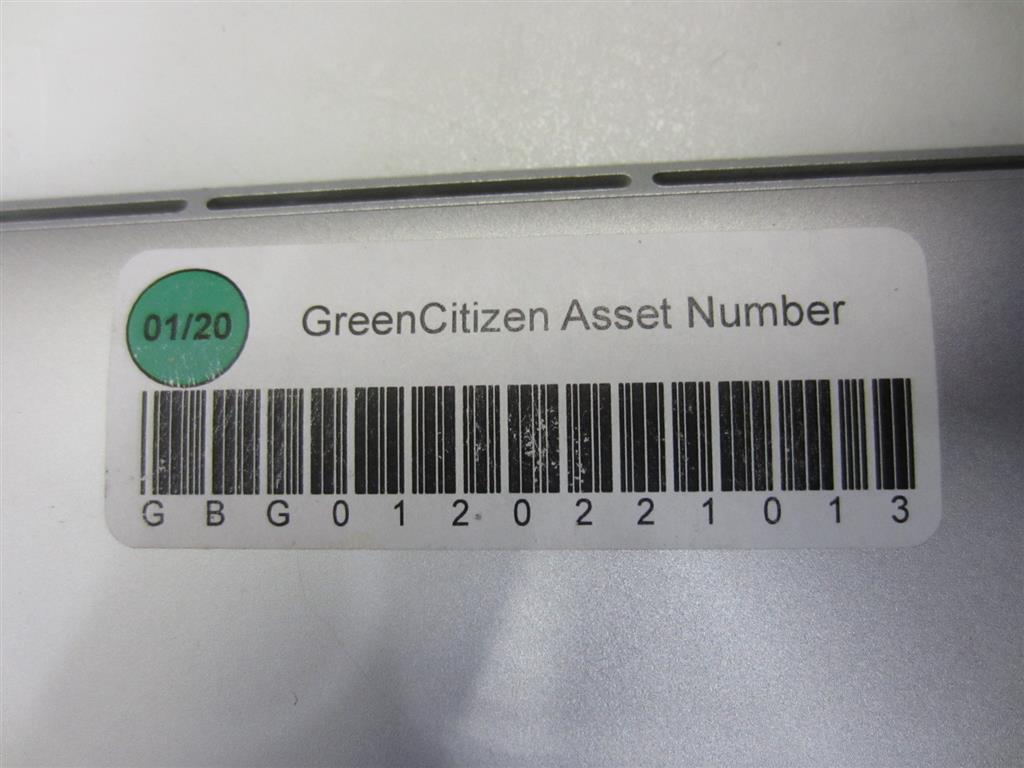 01/20
GreenCitizen Asset Number
GBG0120221013